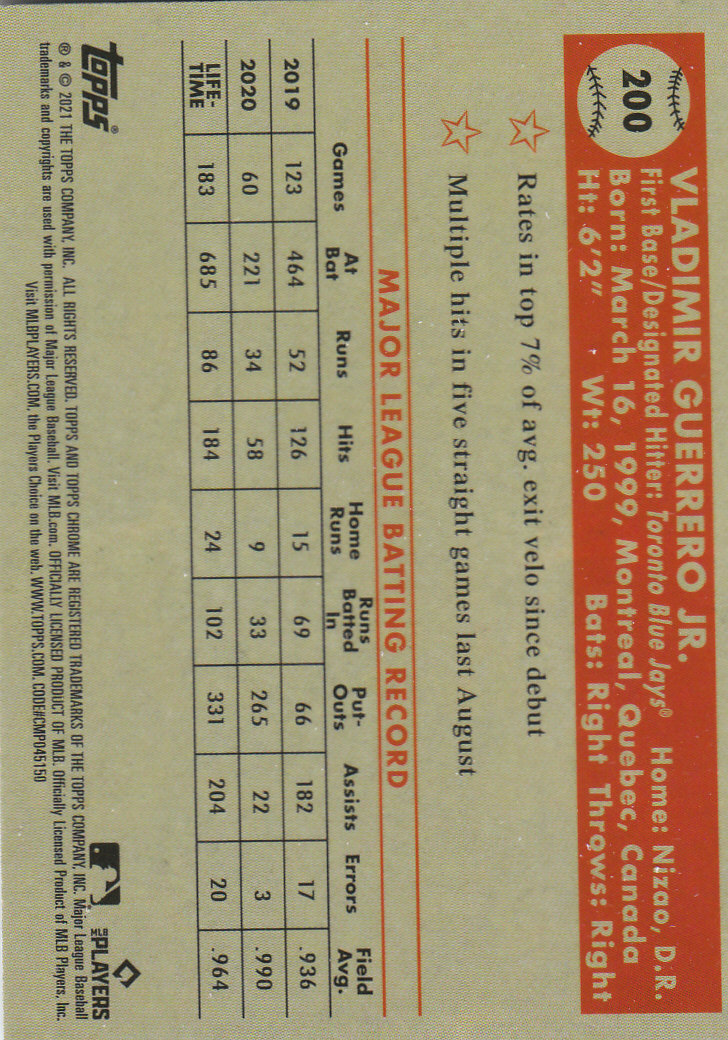 200
VLADIMIR GUERRERO JR.
First Base/Designated Hitter: Toronto Blue Jays® Home: Nizao, D.R.
Born: March 16, 1999, Montreal, Quebec, Canada
Ht: 6'2" Wt: 250 Bats: Right Throws: Right
Rates in top 7% of avg. exit velo since debut
Multiple hits in five straight games last August
MAJOR LEAGUE BATTING RECORD
Games At Bat Runs Hits Home Runs Runs Batted In Put-Outs Assists Errors Field Avg.
2019 123 464 52 126 15 69 66 182 17 .936
2020 60 221 34 58 9 33 265 22 3 .990
LIFE-TIME 183 685 86 184 24 102 331 204 20 .964
Topps®
MLB PLAYERS
® & © 2021 THE TOPPS COMPANY, INC. ALL RIGHTS RESERVED. TOPPS AND TOPPS CHROME ARE REGISTERED TRADEMARKS OF THE TOPPS COMPANY, INC. Major League Baseball
trademarks and copyrights are used with permission of Major League Baseball. Visit MLB.com. OFFICIALLY LICENSED PRODUCT OF MLB. Officially Licensed Product of MLB Players, Inc.
Visit MLBPLAYERS.COM, the Players Choice on the web. WWW.TOPPS.COM. CODE#CMP045150